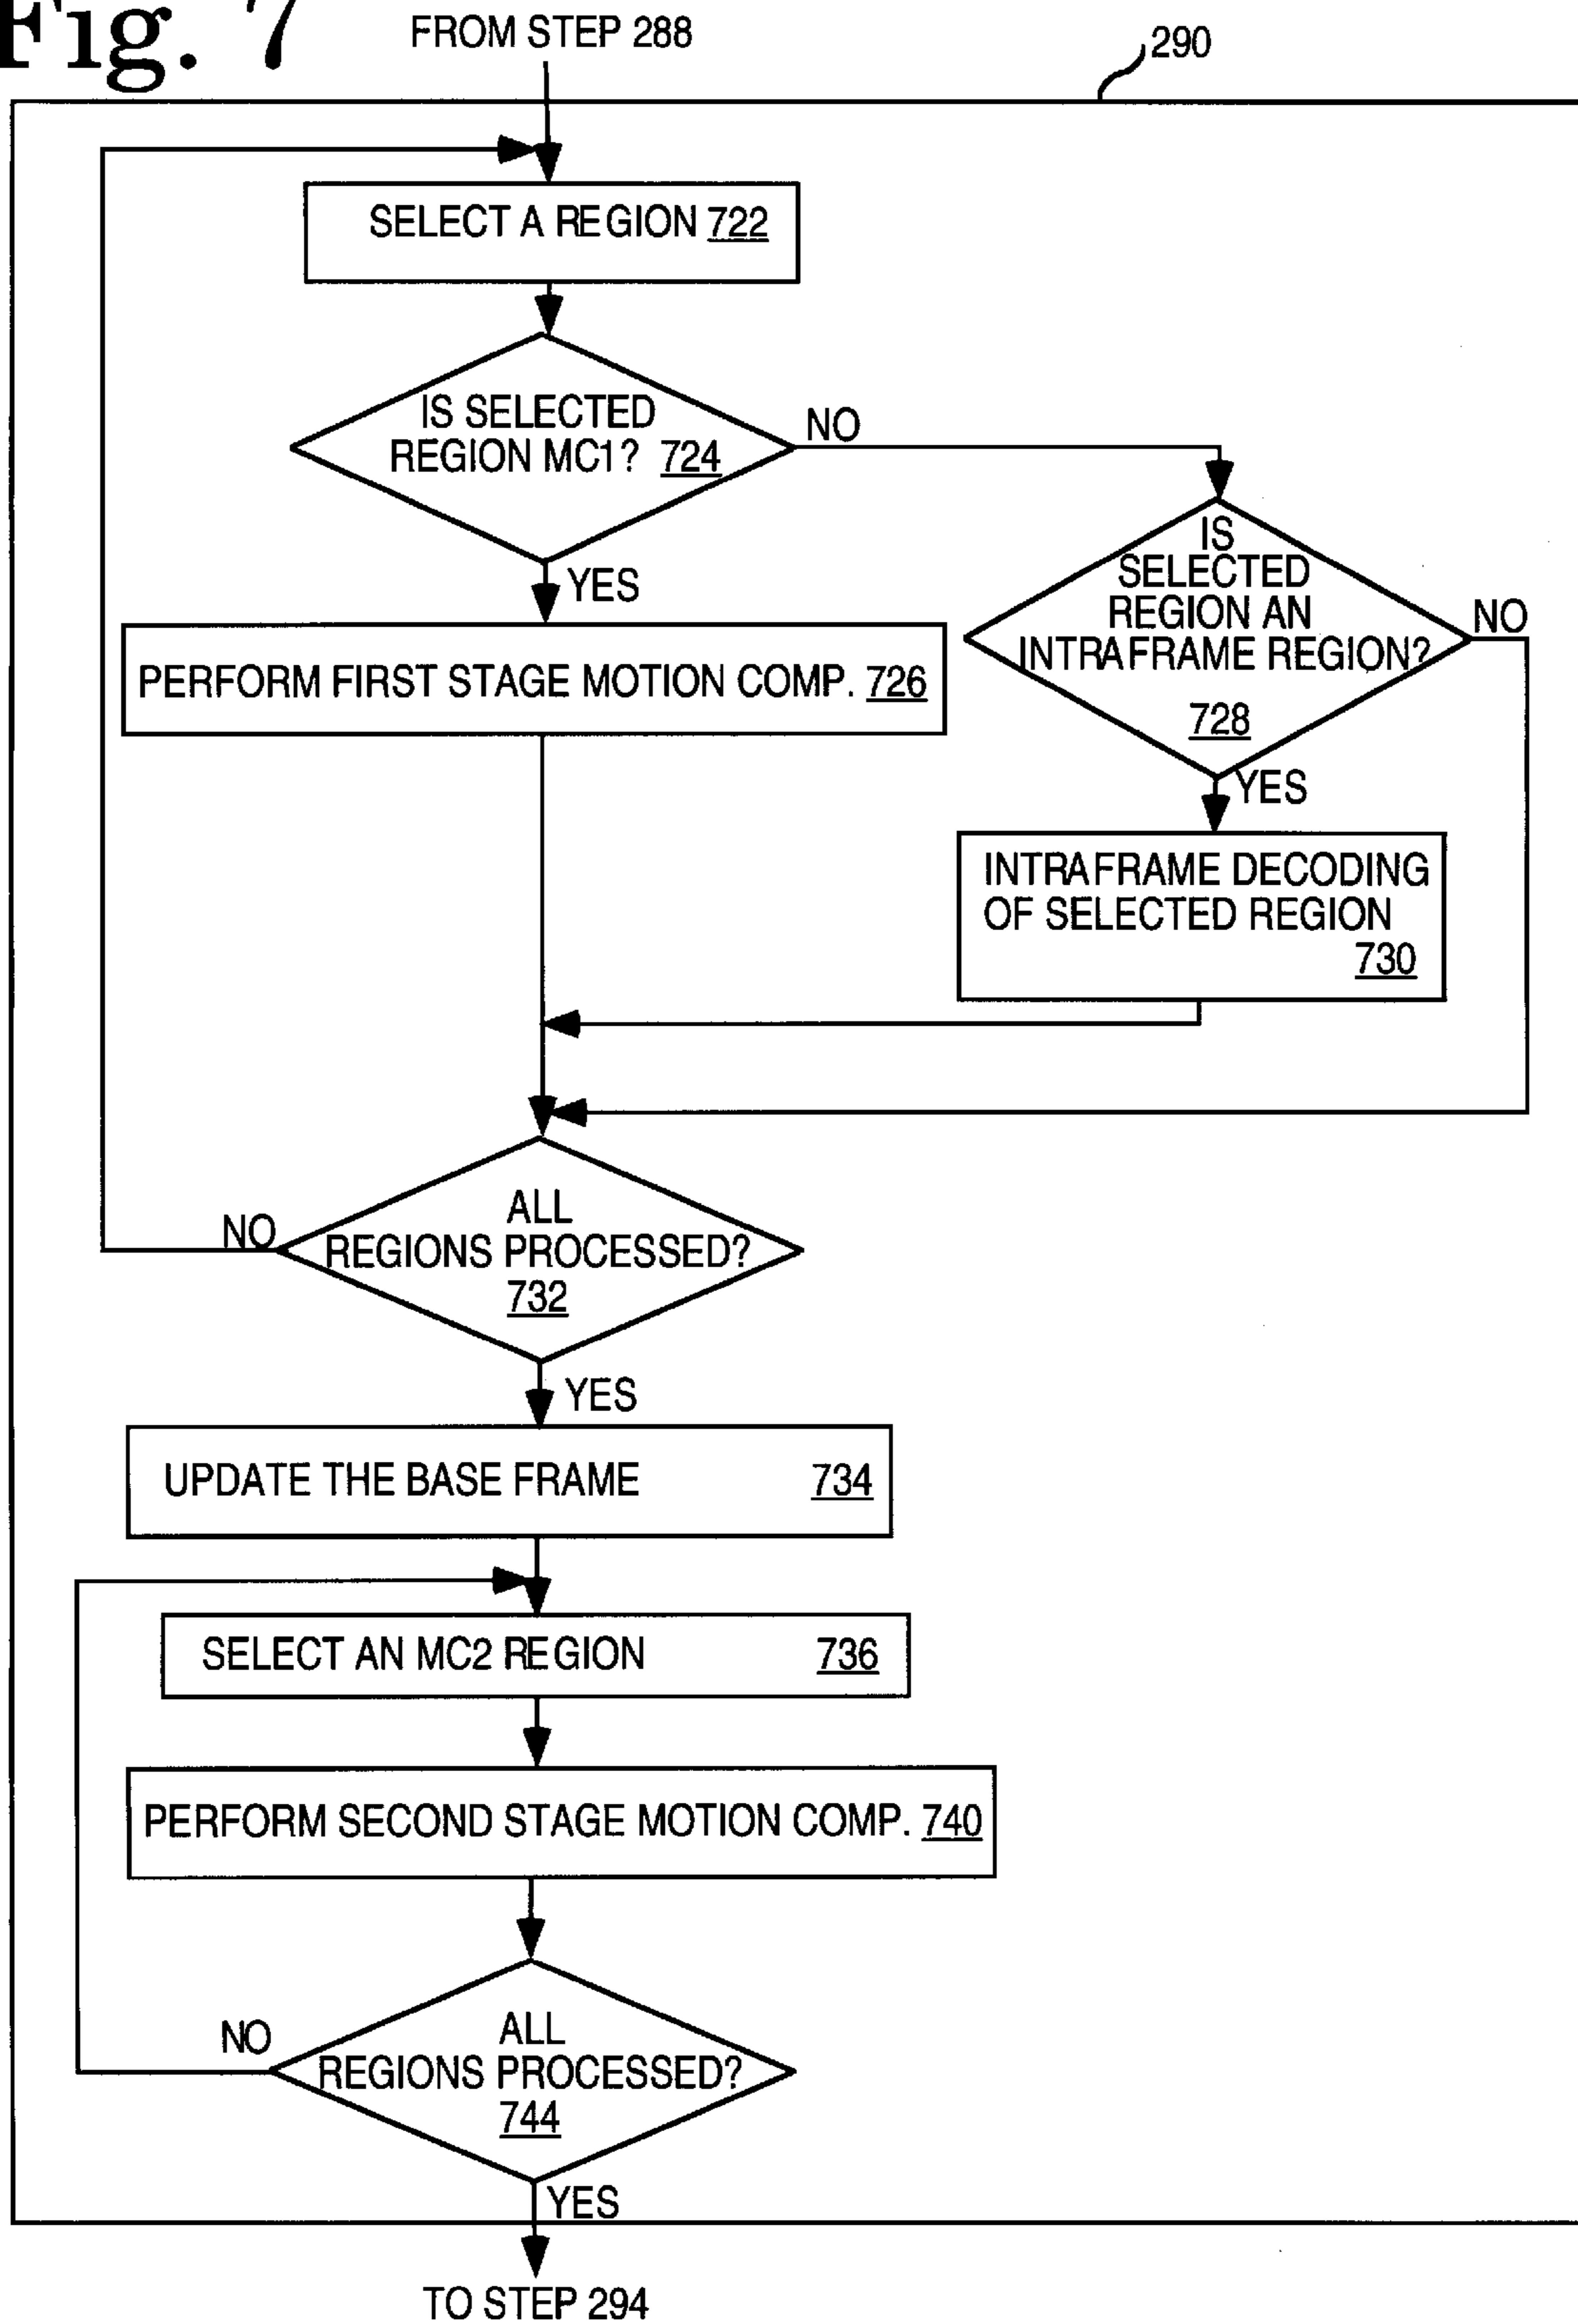 Fig. 7
FROM STEP 288
290
SELECT A REGION 722
IS SELECTED
REGION MC1? 724
NO
YES
IS
SELECTED
REGION AN
INTRAFRAME REGION?
728
NO
YES
PERFORM FIRST STAGE MOTION COMP. 726
INTRAFRAME DECODING
OF SELECTED REGION
730
ALL
REGIONS PROCESSED?
732
NO
YES
UPDATE THE BASE FRAME 734
SELECT AN MC2 REGION 736
PERFORM SECOND STAGE MOTION COMP. 740
ALL
REGIONS PROCESSED?
744
NO
YES
TO STEP 294